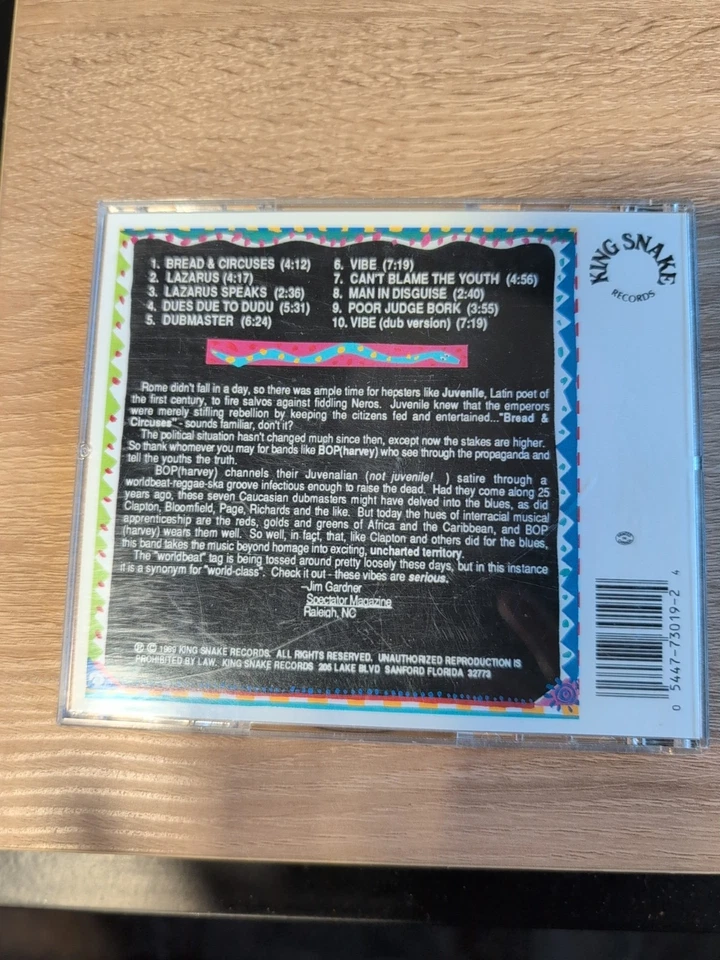 1. BREAD & CIRCUSES (4:12)
2. LAZARUS (4:17)
3. LAZARUS SPEAKS (2:36)
4. DUES DUE TO DUDU (5:31)
5. DUBMASTER (6:24)
6. VIBE (7:19)
7. CAN'T BLAME THE YOUTH (4:56)
8. MAN IN DISGUISE (2:40)
9. POOR JUDGE BORK (3:55)
10. VIBE (dub version) (7:19)
Rome didn't fall in a day, so there was ample time for hepsters like Juvenile, Latin poet of
the first century, to fire salvos against fiddling Neros. Juvenile knew that the emperors
were merely stifling rebellion by keeping the citizens fed and entertained..."Bread &
Circuses" - sounds familiar, don't it?
The political situation hasn't changed much since then, except now the stakes are higher.
So thank whomever you may for bands like BOP(harvey) who see through the propaganda and
tell the youths the truth.
BOP(harvey) channels their Juvenalian (not juvenile! ) satire through a
worldbeat-reggae-ska groove infectious enough to raise the dead. Had they come along 25
years ago, these seven Caucasian dubmasters might have delved into the blues, as did
Clapton, Bloomfield, Page, Richards and the like. But today the hues of interracial musical
apprenticeship are the reds, golds and greens of Africa and the Caribbean, and BOP
(harvey) wears them well. So well, in fact, that, like Clapton and others did for the blues,
this band takes the music beyond homage into exciting, uncharted territory.
The "worldbeat" tag is being tossed around pretty loosely these days, but in this instance
it is a synonym for "world-class". Check it out - these vibes are serious.
--Jim Gardner
Spectator Magazine
Raleigh, NC
℗ © 1989 KING SNAKE RECORDS. ALL RIGHTS RESERVED. UNAUTHORIZED REPRODUCTION IS
PROHIBITED BY LAW. KING SNAKE RECORDS 206 LAKE BLVD SANFORD FLORIDA 32773
KING SNAKE
RECORDS
0 5447-73019-2 4